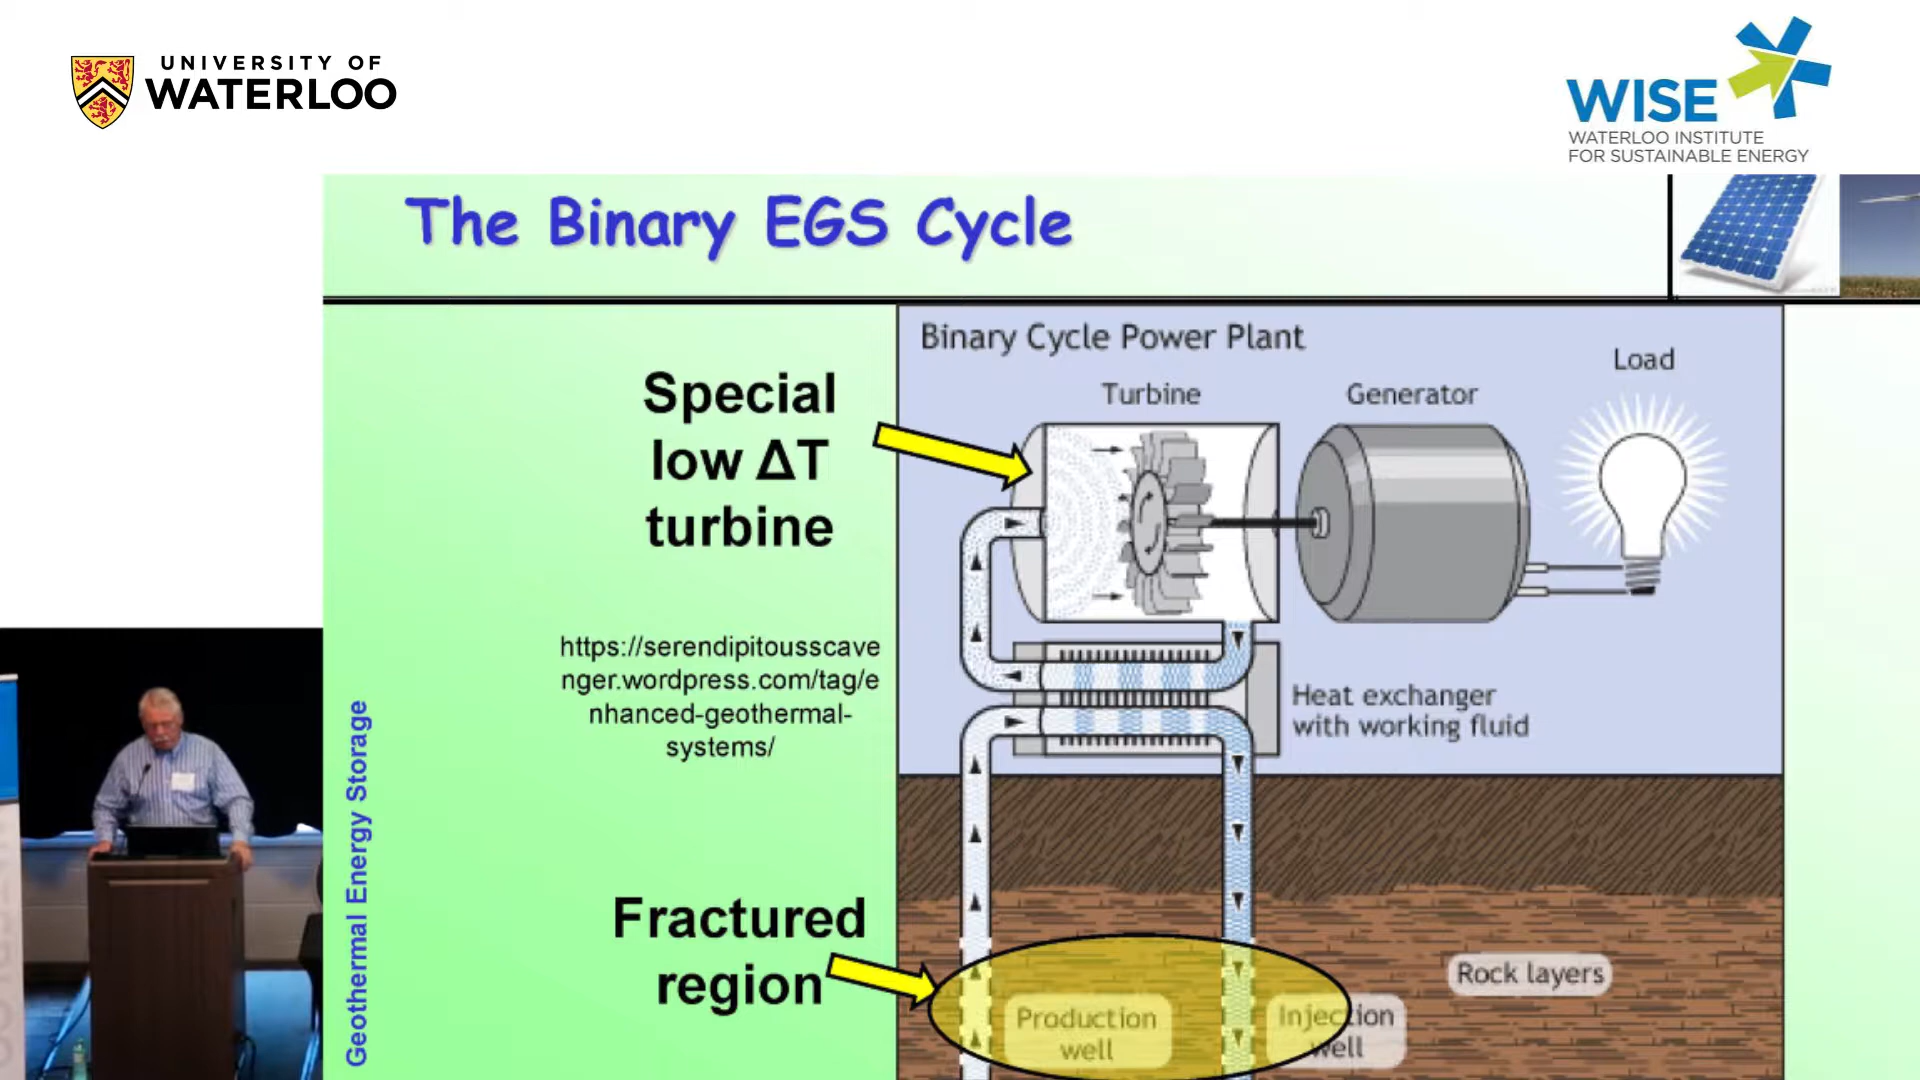 UNIVERSITY OF
WATERLOO
WISE
WATERLOO INSTITUTE
FOR SUSTAINABLE ENERGY
The Binary EGS Cycle
Special
low ΔT
turbine
https://serendipitousscave
nger.wordpress.com/tag/e
nhanced-geothermal-
systems/
Fractured
region
Geothermal Energy Storage
Binary Cycle Power Plant
Turbine
Generator
Load
Heat exchanger
with working fluid
Rock layers
Production
well
Injection
well